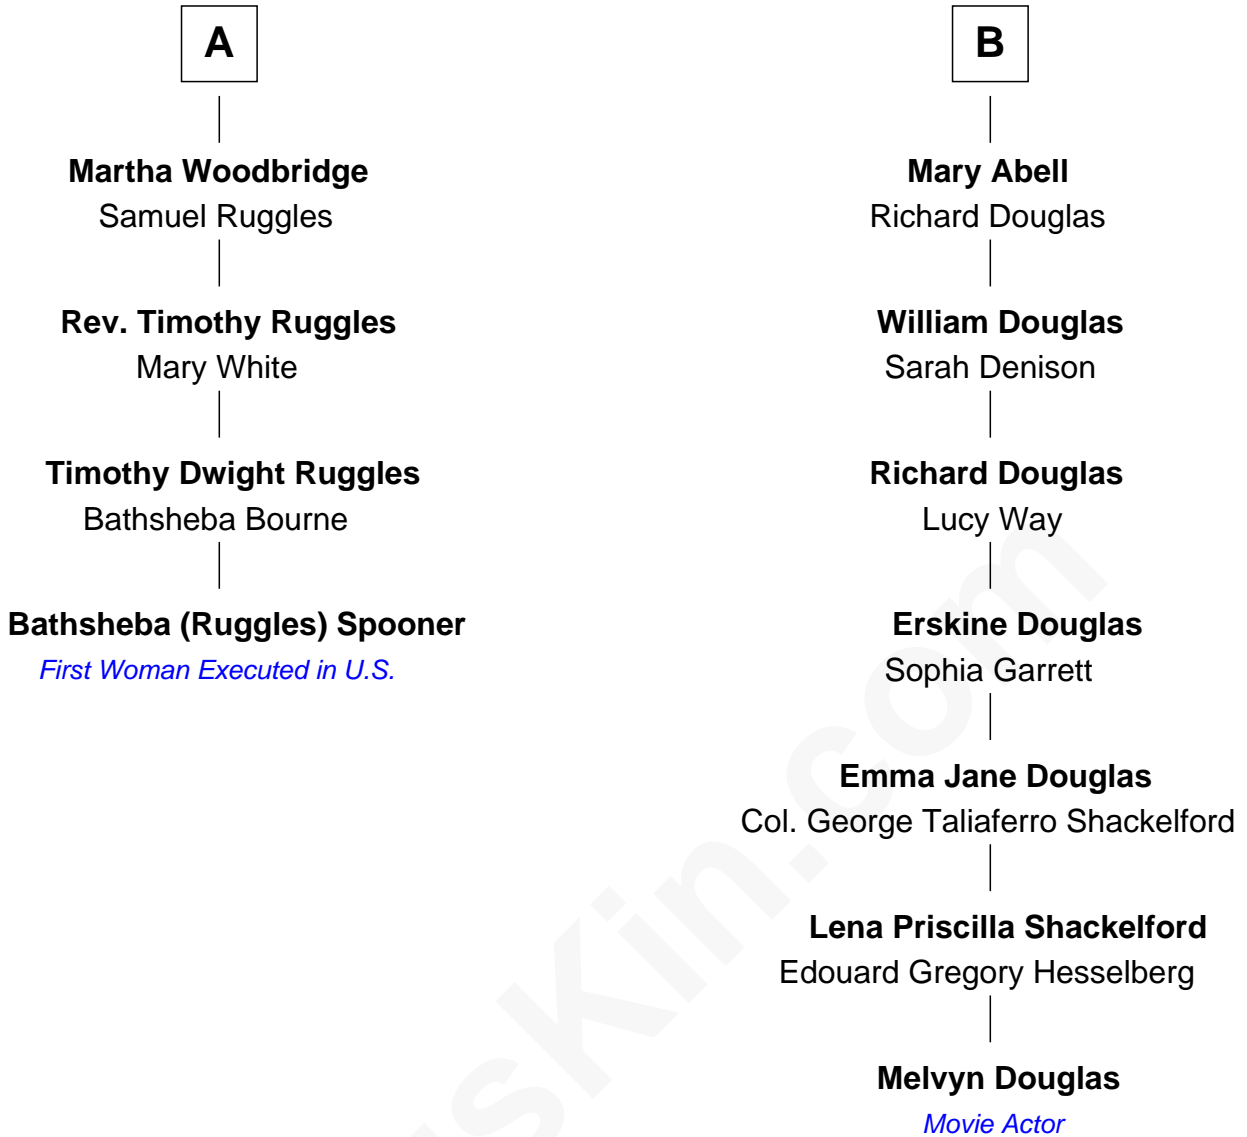 A
Martha Woodbridge
Samuel Ruggles
Rev. Timothy Ruggles
Mary White
Timothy Dwight Ruggles
Bathsheba Bourne
Bathsheba (Ruggles) Spooner
First Woman Executed in U.S.
B
Mary Abell
Richard Douglas
William Douglas
Sarah Denison
Richard Douglas
Lucy Way
Erskine Douglas
Sophia Garrett
Emma Jane Douglas
Col. George Taliaferro Shackelford
Lena Priscilla Shackelford
Edouard Gregory Hesselberg
Melvyn Douglas
Movie Actor